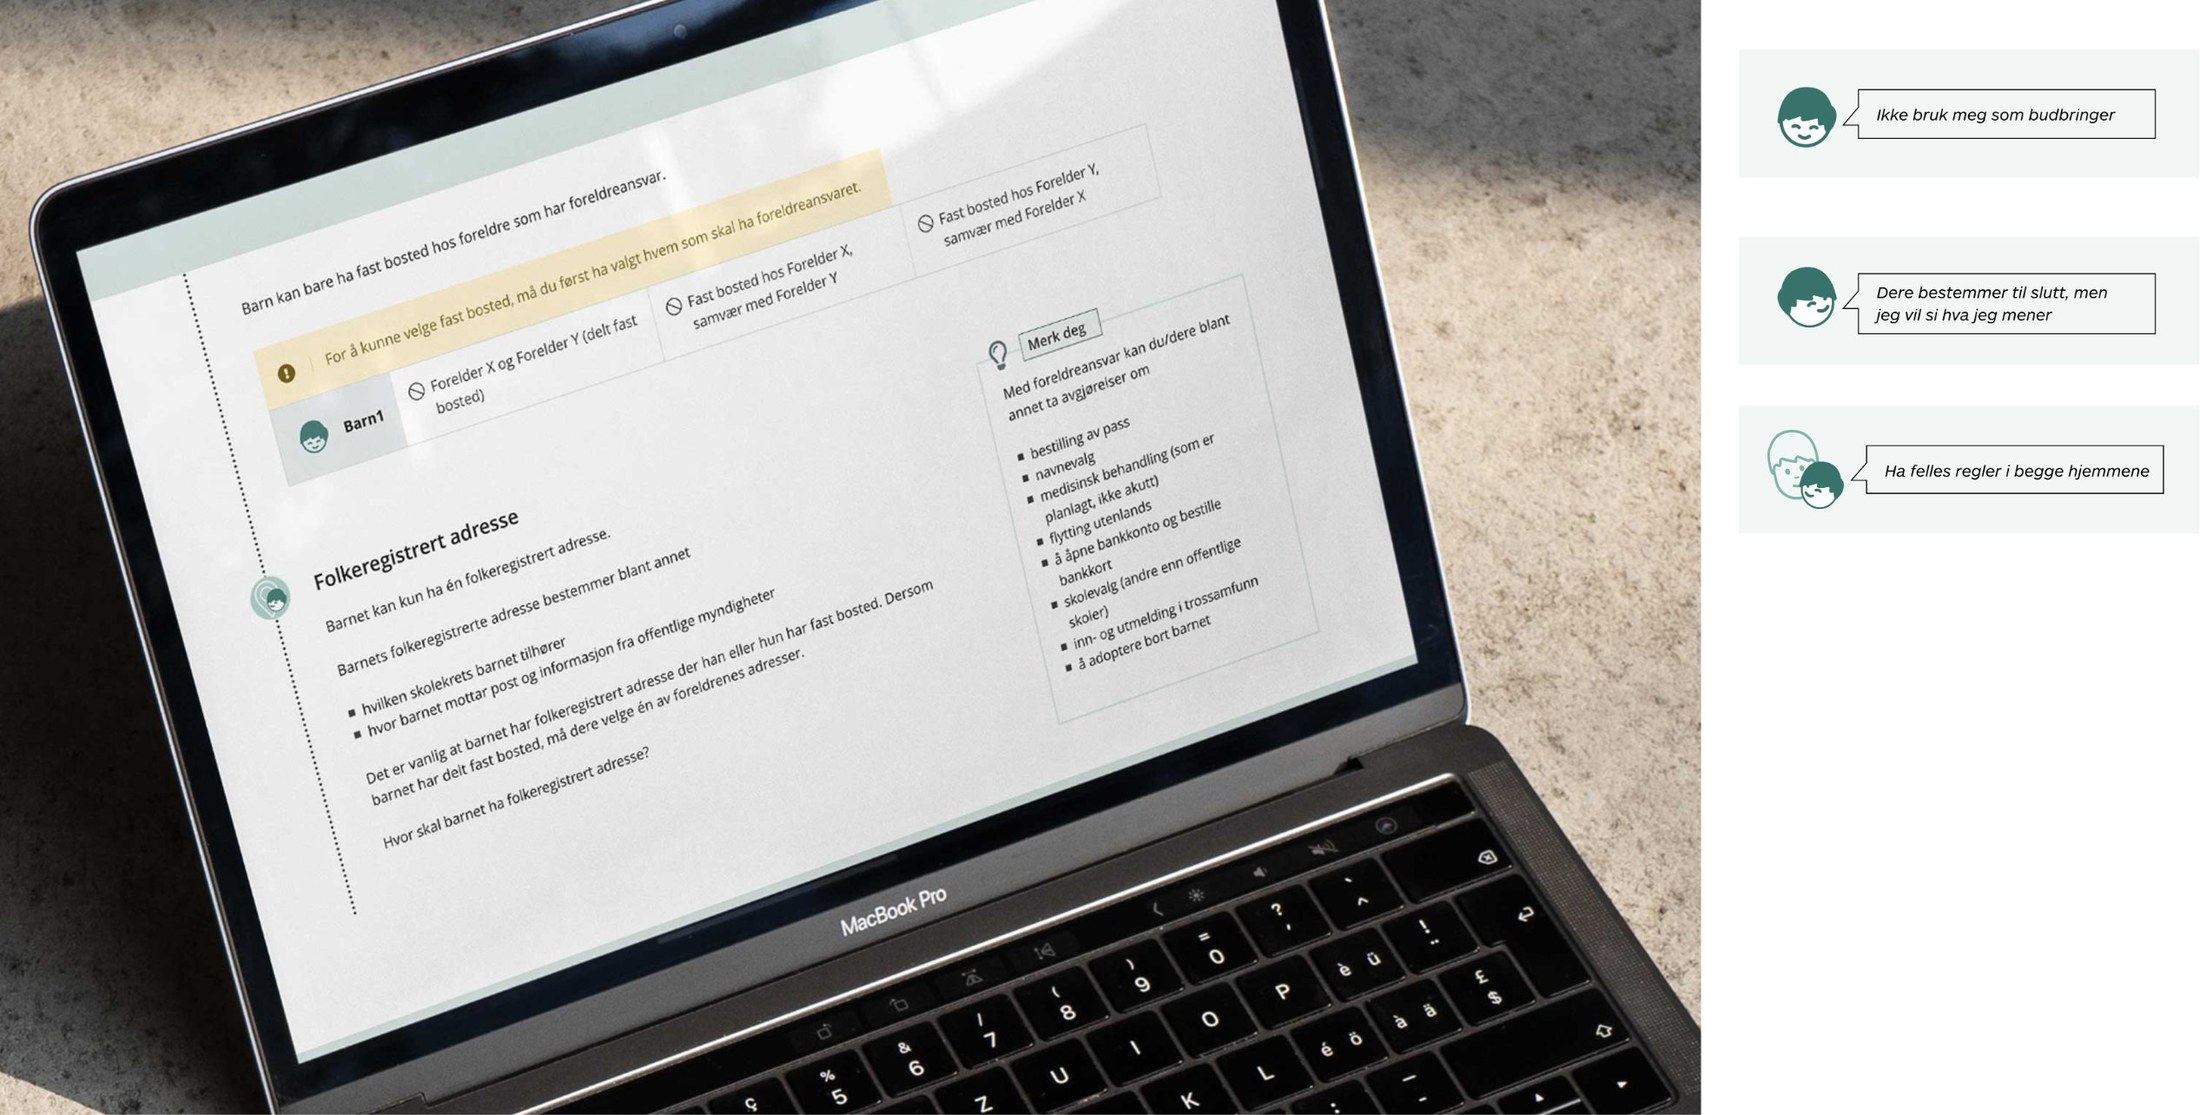 Barn kan bare ha fast bosted hos foreldre som har foreldreansvar.
For å kunne velge fast bosted, må du først ha valgt hvem som skal ha foreldreansvaret.
Barn1
Forelder X og Forelder Y (delt fast
bosted)
Fast bosted hos Forelder X,
samvær med Forelder Y
Fast bosted hos Forelder Y,
samvær med Forelder X
Merk deg
Med foreldreansvar kan du/dere blant
annet ta avgjørelser om
bestilling av pass
navnevalg
medisinsk behandling (som er
planlagt, ikke akutt)
flytting utenlands
å åpne bankkonto og bestille
bankkort
skolevalg (andre enn offentlige
skoler)
inn- og utmelding i trossamfunn
å adoptere bort barnet
Folkeregistrert adresse
Barnet kan kun ha én folkeregistrert adresse.
Barnets folkeregistrerte adresse bestemmer blant annet
hvilken skolekrets barnet tilhører
hvor barnet mottar post og informasjon fra offentlige myndigheter
Det er vanlig at barnet har folkeregistrert adresse der han eller hun har fast bosted. Dersom
barnet har delt fast bosted, må dere velge én av foreldrenes adresser.
Hvor skal barnet ha folkeregistrert adresse?
MacBook Pro
ç
% 5
& 6
/ 7
( 8
) 9
= 0
? '
` ^
Z
U
I
O
P
è ü
! ¨
K
L
é ö
à ä
£ $
: .
_ -
Ikke bruk meg som budbringer
Dere bestemmer til slutt, men
jeg vil si hva jeg mener
Ha felles regler i begge hjemmene